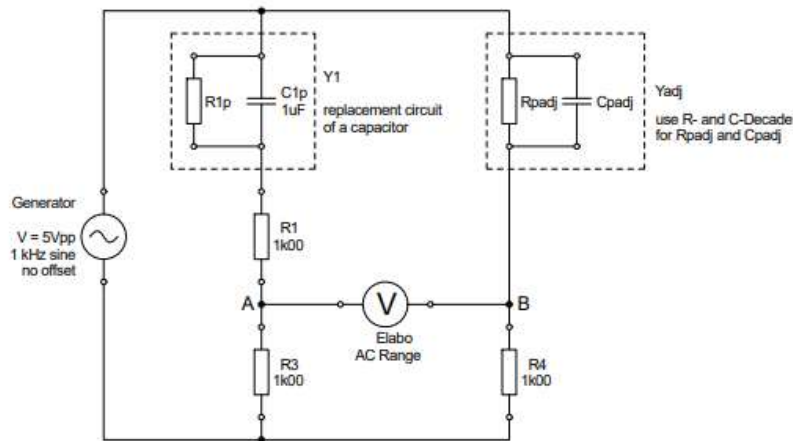 Y1
R1p
C1p
1uF
replacement circuit
of a capacitor
Rpadj
Cpadj
Yadj
use R- and C-Decade
for Rpadj and Cpadj
Generator
V = 5Vpp
1 kHz sine
no offset
R1
1k00
A
V
B
Elabo
AC Range
R3
1k00
R4
1k00